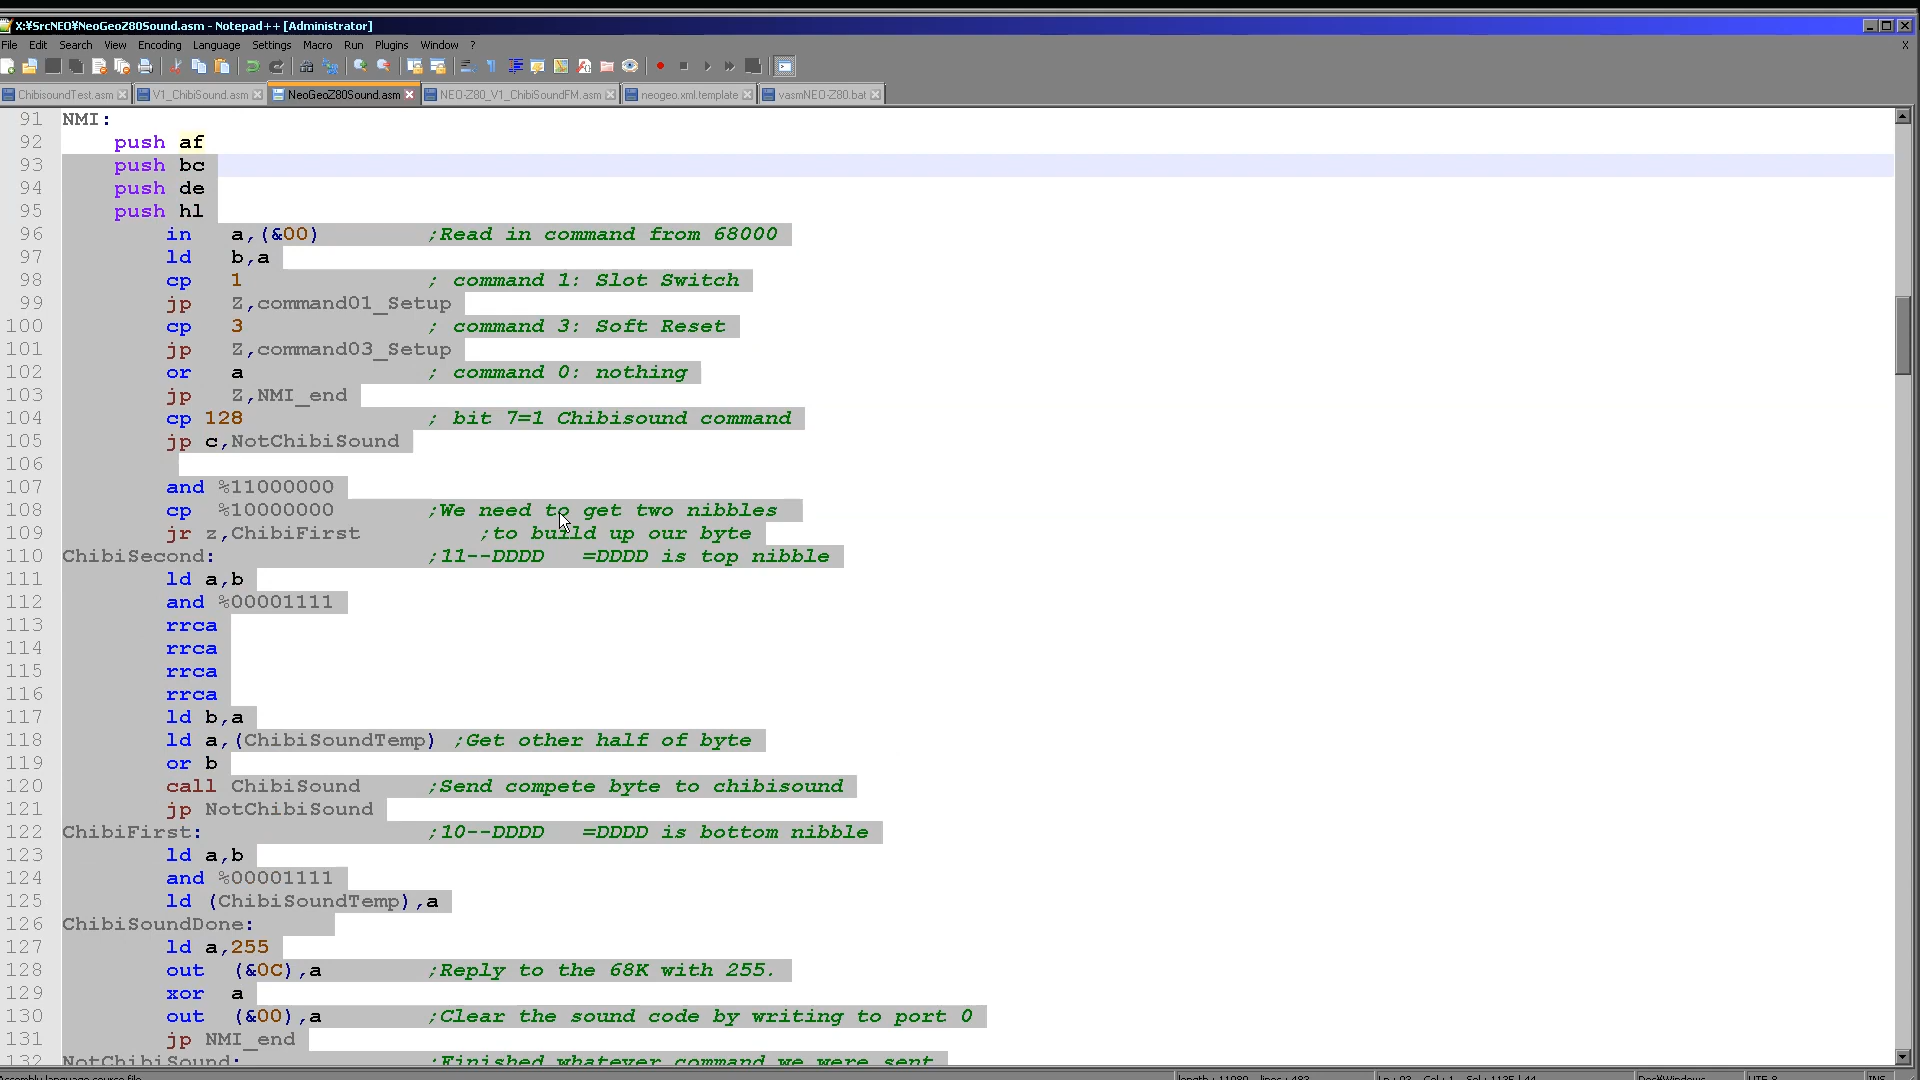 X:¥SrcNEO¥NeoGeoZ80Sound.asm - Notepad++ [Administrator]
File Edit Search View Encoding Language Settings Macro Run Plugins Window ? X
ChibisoundTest.asm V1_ChibiSound.asm NeoGeoZ80Sound.asm NEO-Z80_V1_ChibiSoundFM.asm neogeo.xml.template vasmNEO-Z80.bat
91 NMI:
92 push af
93 push bc
94 push de
95 push hl
96 in a,(&00) ;Read in command from 68000
97 ld b,a
98 cp 1 ; command 1: Slot Switch
99 jp Z,command01_Setup
100 cp 3 ; command 3: Soft Reset
101 jp Z,command03_Setup
102 or a ; command 0: nothing
103 jp Z,NMI_end
104 cp 128 ; bit 7=1 Chibisound command
105 jp c,NotChibiSound
106
107 and %11000000
108 cp %10000000 ;We need to get two nibbles
109 jr z,ChibiFirst ;to build up our byte
110 ChibiSecond: ;11--DDDD =DDDD is top nibble
111 ld a,b
112 and %00001111
113 rrca
114 rrca
115 rrca
116 rrca
117 ld b,a
118 ld a,(ChibiSoundTemp) ;Get other half of byte
119 or b
120 call ChibiSound ;Send compete byte to chibisound
121 jp NotChibiSound
122 ChibiFirst: ;10--DDDD =DDDD is bottom nibble
123 ld a,b
124 and %00001111
125 ld (ChibiSoundTemp),a
126 ChibiSoundDone:
127 ld a,255
128 out (&0C),a ;Reply to the 68K with 255.
129 xor a
130 out (&00),a ;Clear the sound code by writing to port 0
131 jp NMI_end
132 NotChibiSound: ;Finished whatever command we were sent